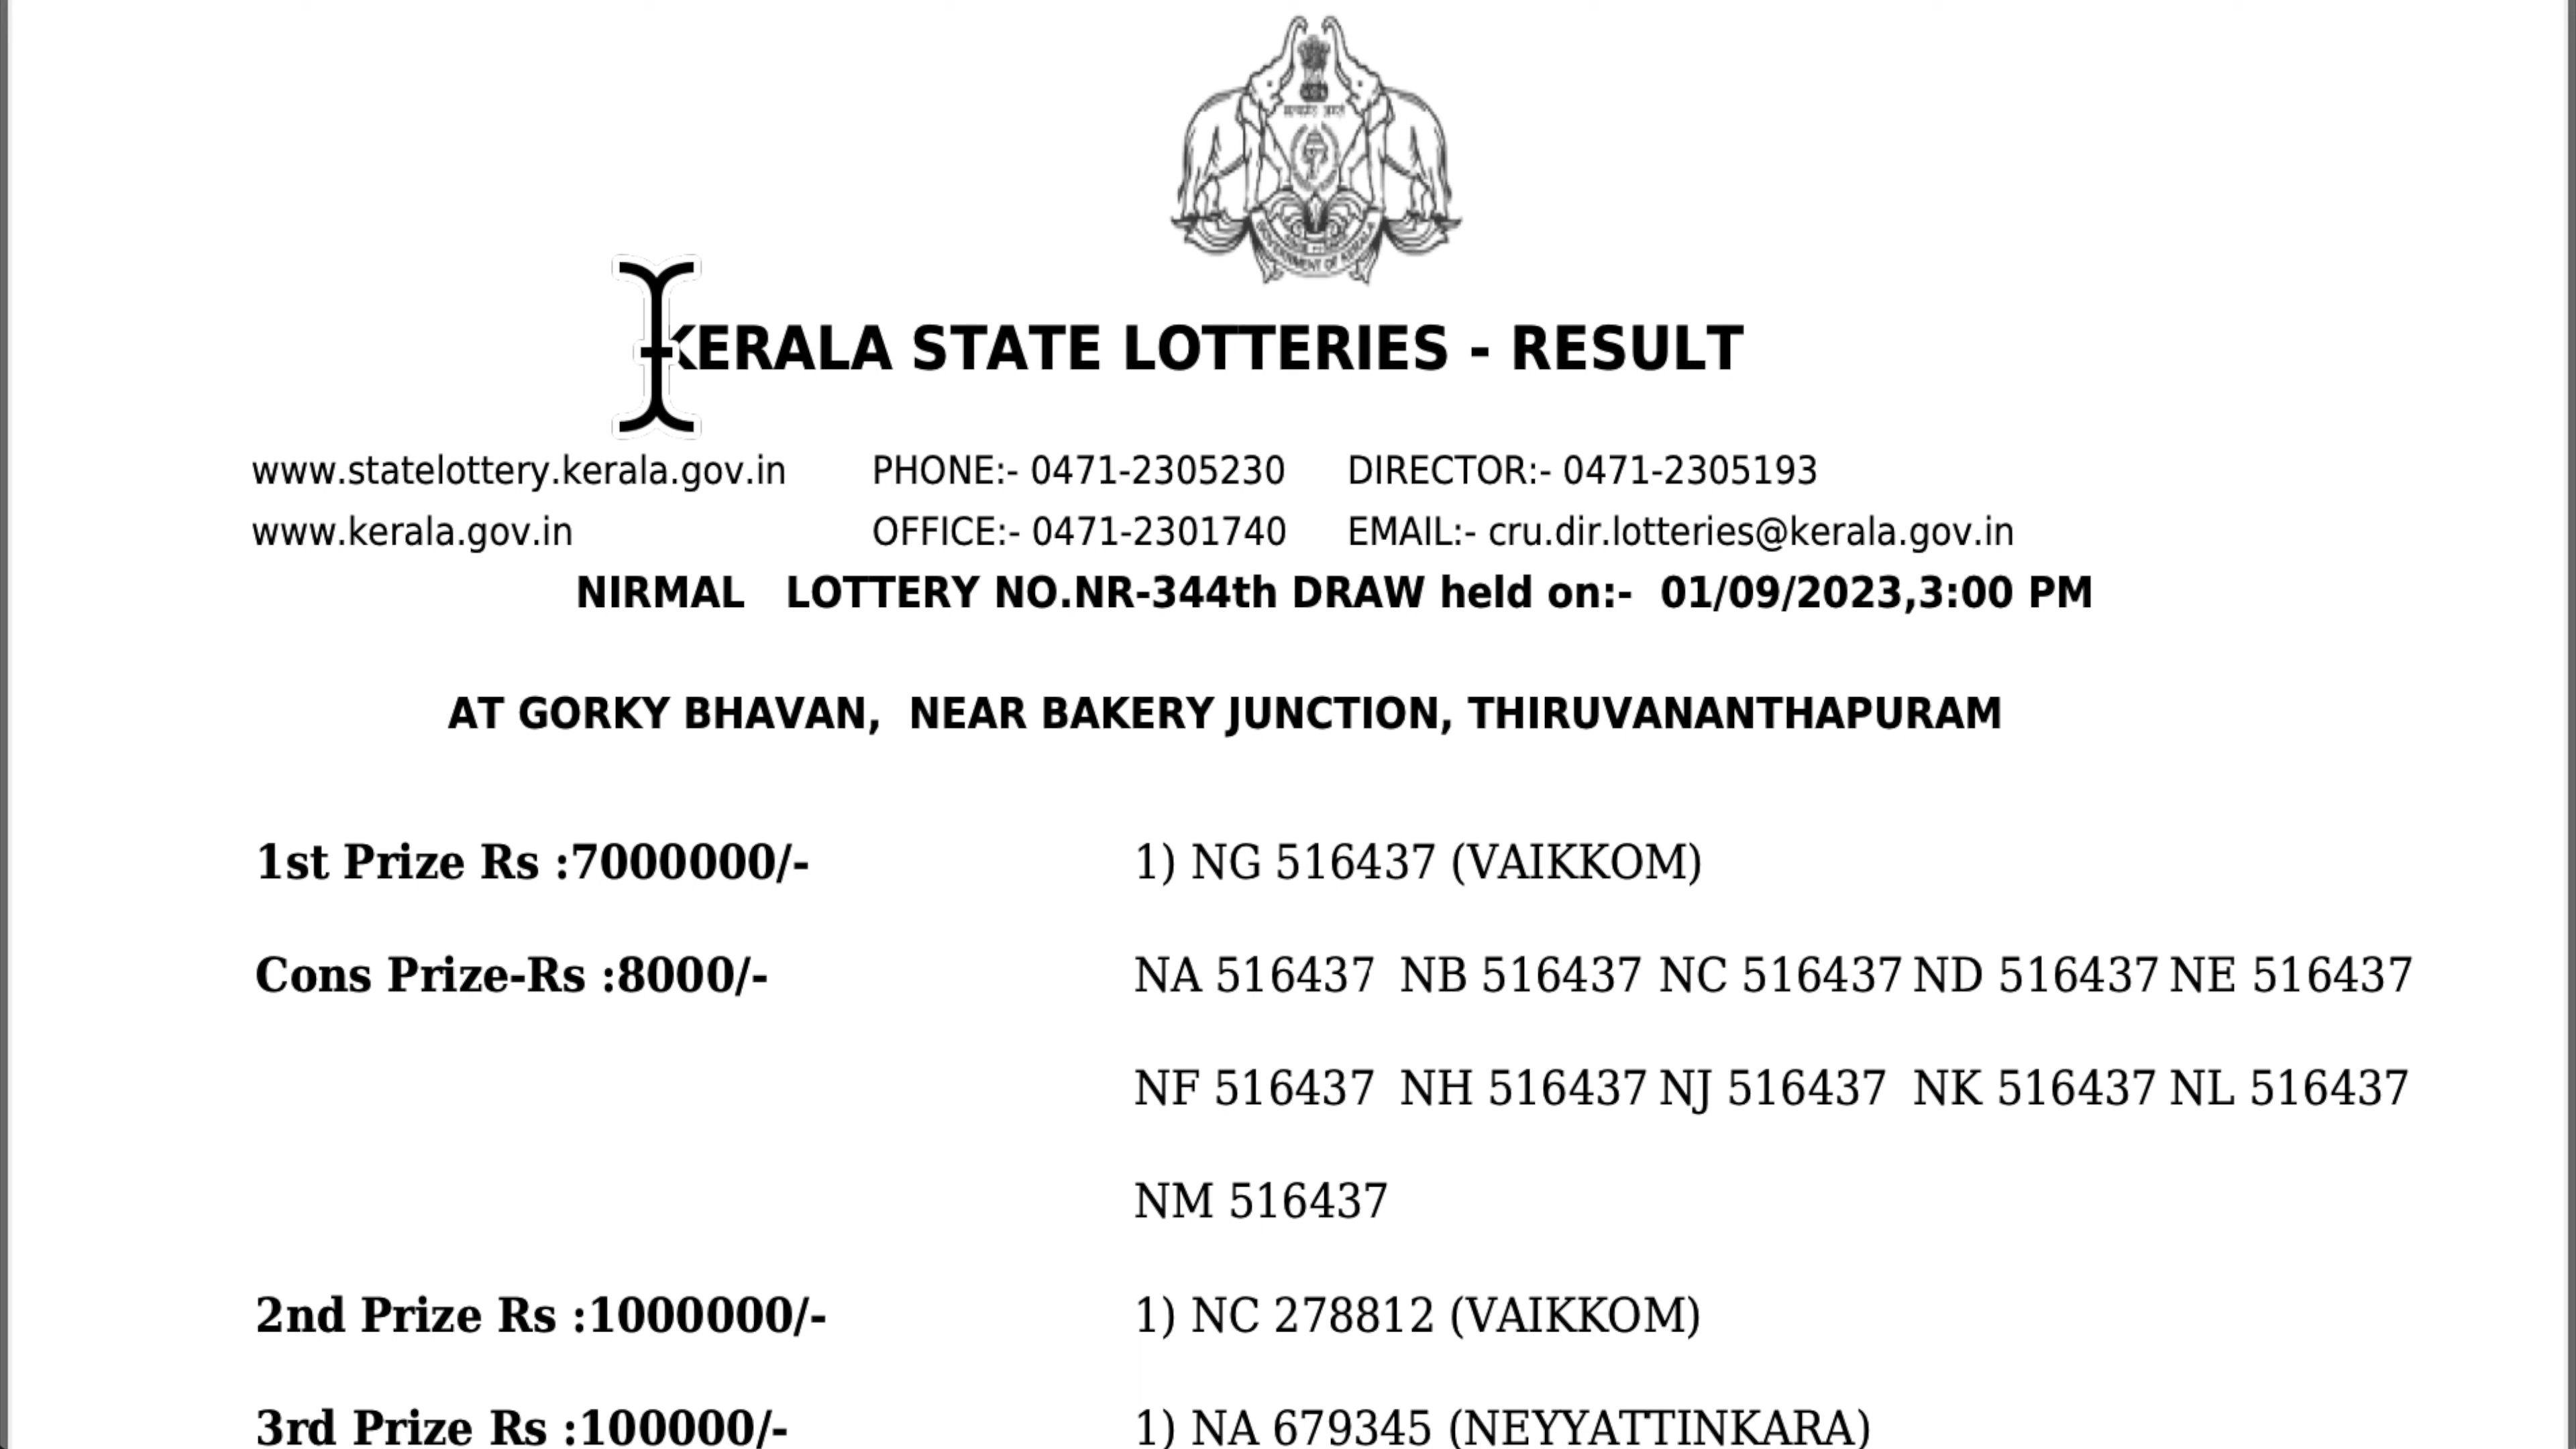 GOVERNMENT OF KERALA
KERALA STATE LOTTERIES - RESULT
www.statelottery.kerala.gov.in PHONE:- 0471-2305230 DIRECTOR:- 0471-2305193
www.kerala.gov.in OFFICE:- 0471-2301740 EMAIL:- cru.dir.lotteries@kerala.gov.in
NIRMAL LOTTERY NO.NR-344th DRAW held on:- 01/09/2023,3:00 PM
AT GORKY BHAVAN, NEAR BAKERY JUNCTION, THIRUVANANTHAPURAM
1st Prize Rs :7000000/- 1) NG 516437 (VAIKKOM)
Cons Prize-Rs :8000/- NA 516437 NB 516437 NC 516437 ND 516437 NE 516437
NF 516437 NH 516437 NJ 516437 NK 516437 NL 516437
NM 516437
2nd Prize Rs :1000000/- 1) NC 278812 (VAIKKOM)
3rd Prize Rs :100000/- 1) NA 679345 (NEYYATTINKARA)